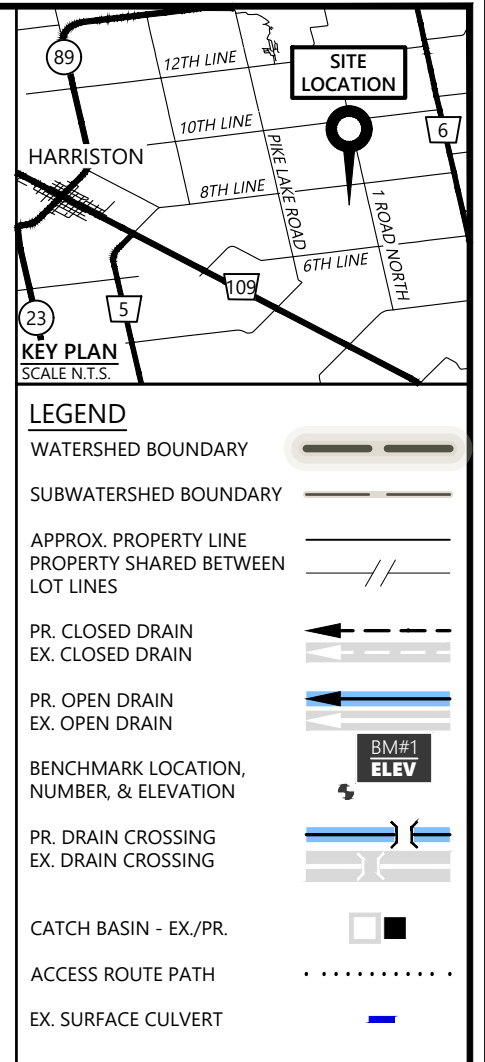 89
12TH LINE
SITE
LOCATION
10TH LINE
6
HARRISTON
PIKE LAKE ROAD
8TH LINE
1 ROAD NORTH
6TH LINE
109
23
5
KEY PLAN
SCALE N.T.S.
LEGEND
WATERSHED BOUNDARY
SUBWATERSHED BOUNDARY
APPROX. PROPERTY LINE
PROPERTY SHARED BETWEEN
LOT LINES
PR. CLOSED DRAIN
EX. CLOSED DRAIN
PR. OPEN DRAIN
EX. OPEN DRAIN
BENCHMARK LOCATION,
NUMBER, & ELEVATION
BM#1
ELEV
PR. DRAIN CROSSING
EX. DRAIN CROSSING
CATCH BASIN - EX./PR.
ACCESS ROUTE PATH
EX. SURFACE CULVERT